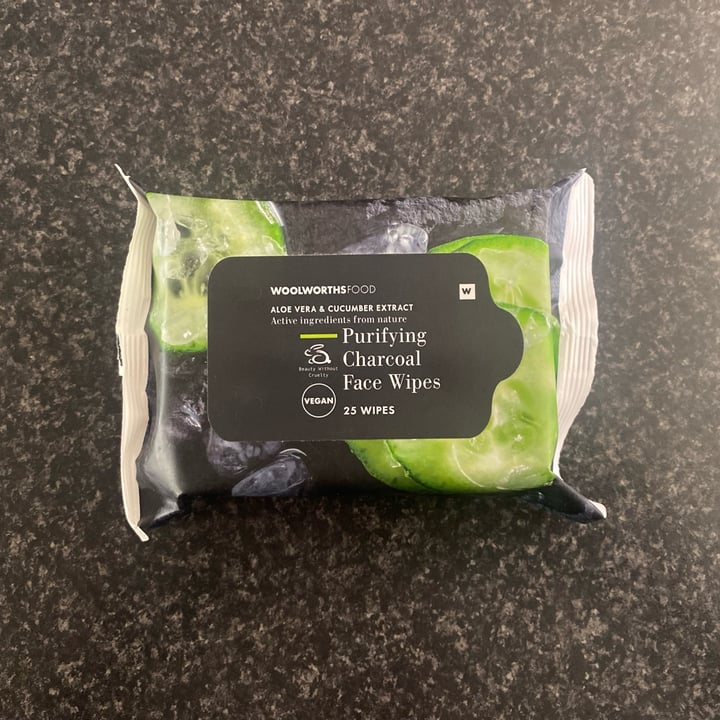 WOOLWORTHSFOOD
W
ALOE VERA & CUCUMBER EXTRACT
Active ingredients from nature
Purifying
Charcoal
Face Wipes
Beauty Without
Cruelty
VEGAN
25 WIPES